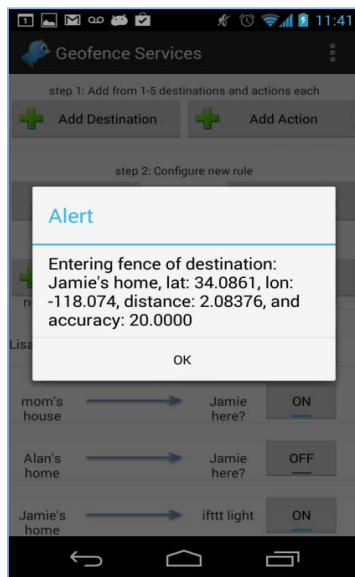 1
11:41
Geofence Services
step 1: Add from 1-5 destinations and actions each
Add Destination
Add Action
step 2: Configure new rule
Alert
Entering fence of destination:
Jamie's home, lat: 34.0861, lon:
-118.074, distance: 2.08376, and
accuracy: 20.0000
OK
Lisa
mom's
house
Jamie
here?
ON
Alan's
home
Jamie
here?
OFF
Jamie's
home
ifttt light
ON